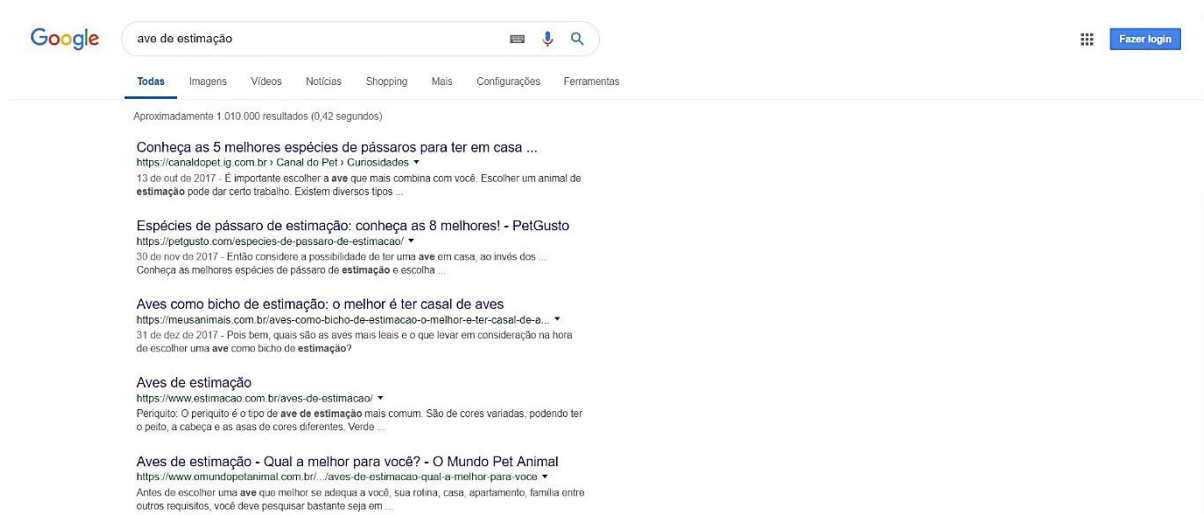 Google ave de estimação Fazer login
Todas Imagens Vídeos Notícias Shopping Mais Configurações Ferramentas
Aproximadamente 1.010.000 resultados (0,42 segundos)
Conheça as 5 melhores espécies de pássaros para ter em casa ...
https://canaldopet.ig.com.br › Canal do Pet › Curiosidades
13 de out de 2017 - É importante escolher a ave que mais combina com você. Escolher um animal de
estimação pode dar certo trabalho. Existem diversos tipos ...
Espécies de pássaro de estimação: conheça as 8 melhores! - PetGusto
https://petgusto.com/especies-de-passaro-de-estimacao/
30 de nov de 2017 - Então considere a possibilidade de ter uma ave em casa, ao invés dos ...
Conheça as melhores espécies de pássaro de estimação e escolha ...
Aves como bicho de estimação: o melhor é ter casal de aves
https://meusanimais.com.br/aves-como-bicho-de-estimacao-o-melhor-e-ter-casal-de-a...
31 de dez de 2017 - Pois bem, quais são as aves mais leais e o que levar em consideração na hora
de escolher uma ave como bicho de estimação?
Aves de estimação
https://www.estimacao.com.br/aves-de-estimacao/
Periquito: O periquito é o tipo de ave de estimação mais comum. São de cores variadas, podendo ter
o peito, a cabeça e as asas de cores diferentes. Verde ...
Aves de estimação - Qual a melhor para você? - O Mundo Pet Animal
https://www.omundopetanimal.com.br/.../aves-de-estimacao-qual-a-melhor-para-voce
Antes de escolher uma ave que melhor se adequa a você, sua rotina, casa, apartamento, família entre
outros requisitos, você deve pesquisar bastante seja em ...